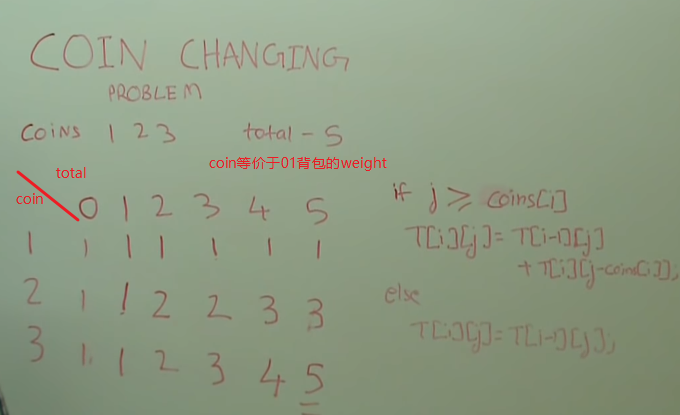 COIN CHANGING
PROBLEM
COINS 1 2 3 total - 5
coin等价于01背包的weight
total
coin
0 1 2 3 4 5
1 1 1 1 1 1 1
2 1 1 2 2 3 3
3 1 1 2 3 4 5
if j ≥ coins[i]
T[i][j] = T[i-1][j]
+ T[i][j-coins[i]];
else
T[i][j] = T[i-1][j];